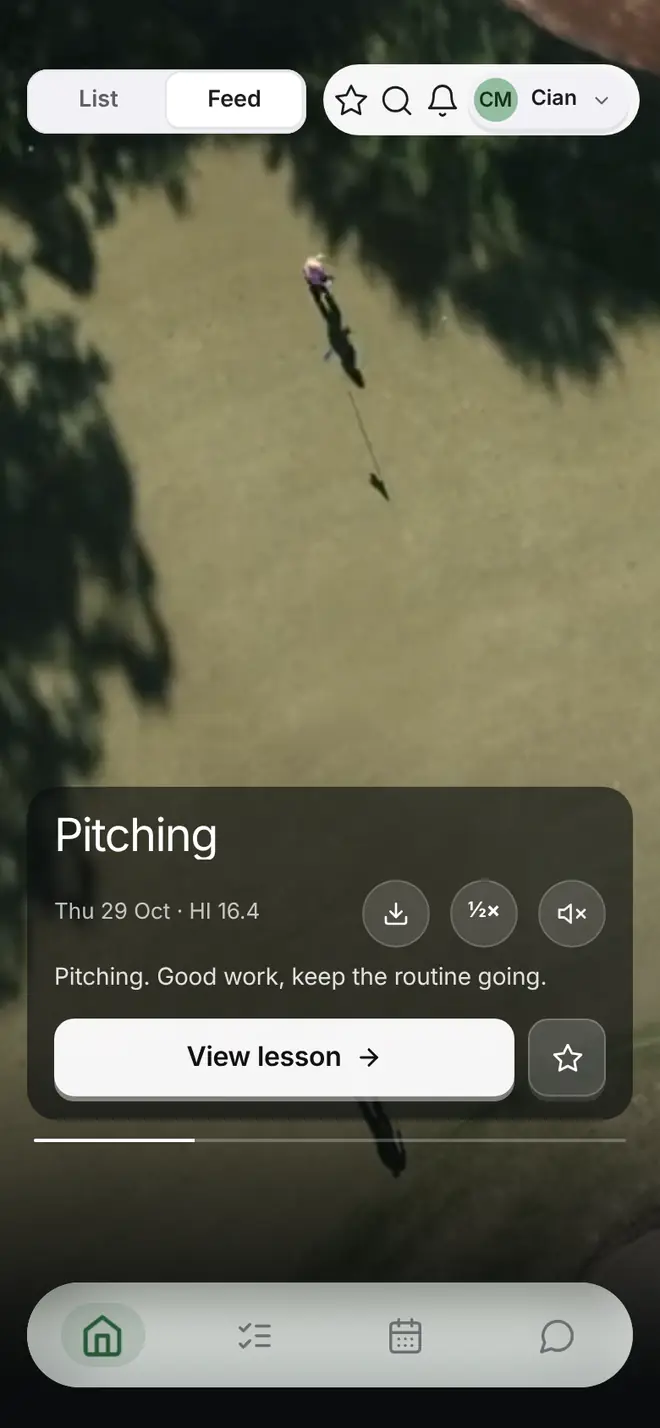 List
Feed
CM
Cian
Pitching
Thu 29 Oct · HI 16.4
½×
Pitching. Good work, keep the routine going.
View lesson →